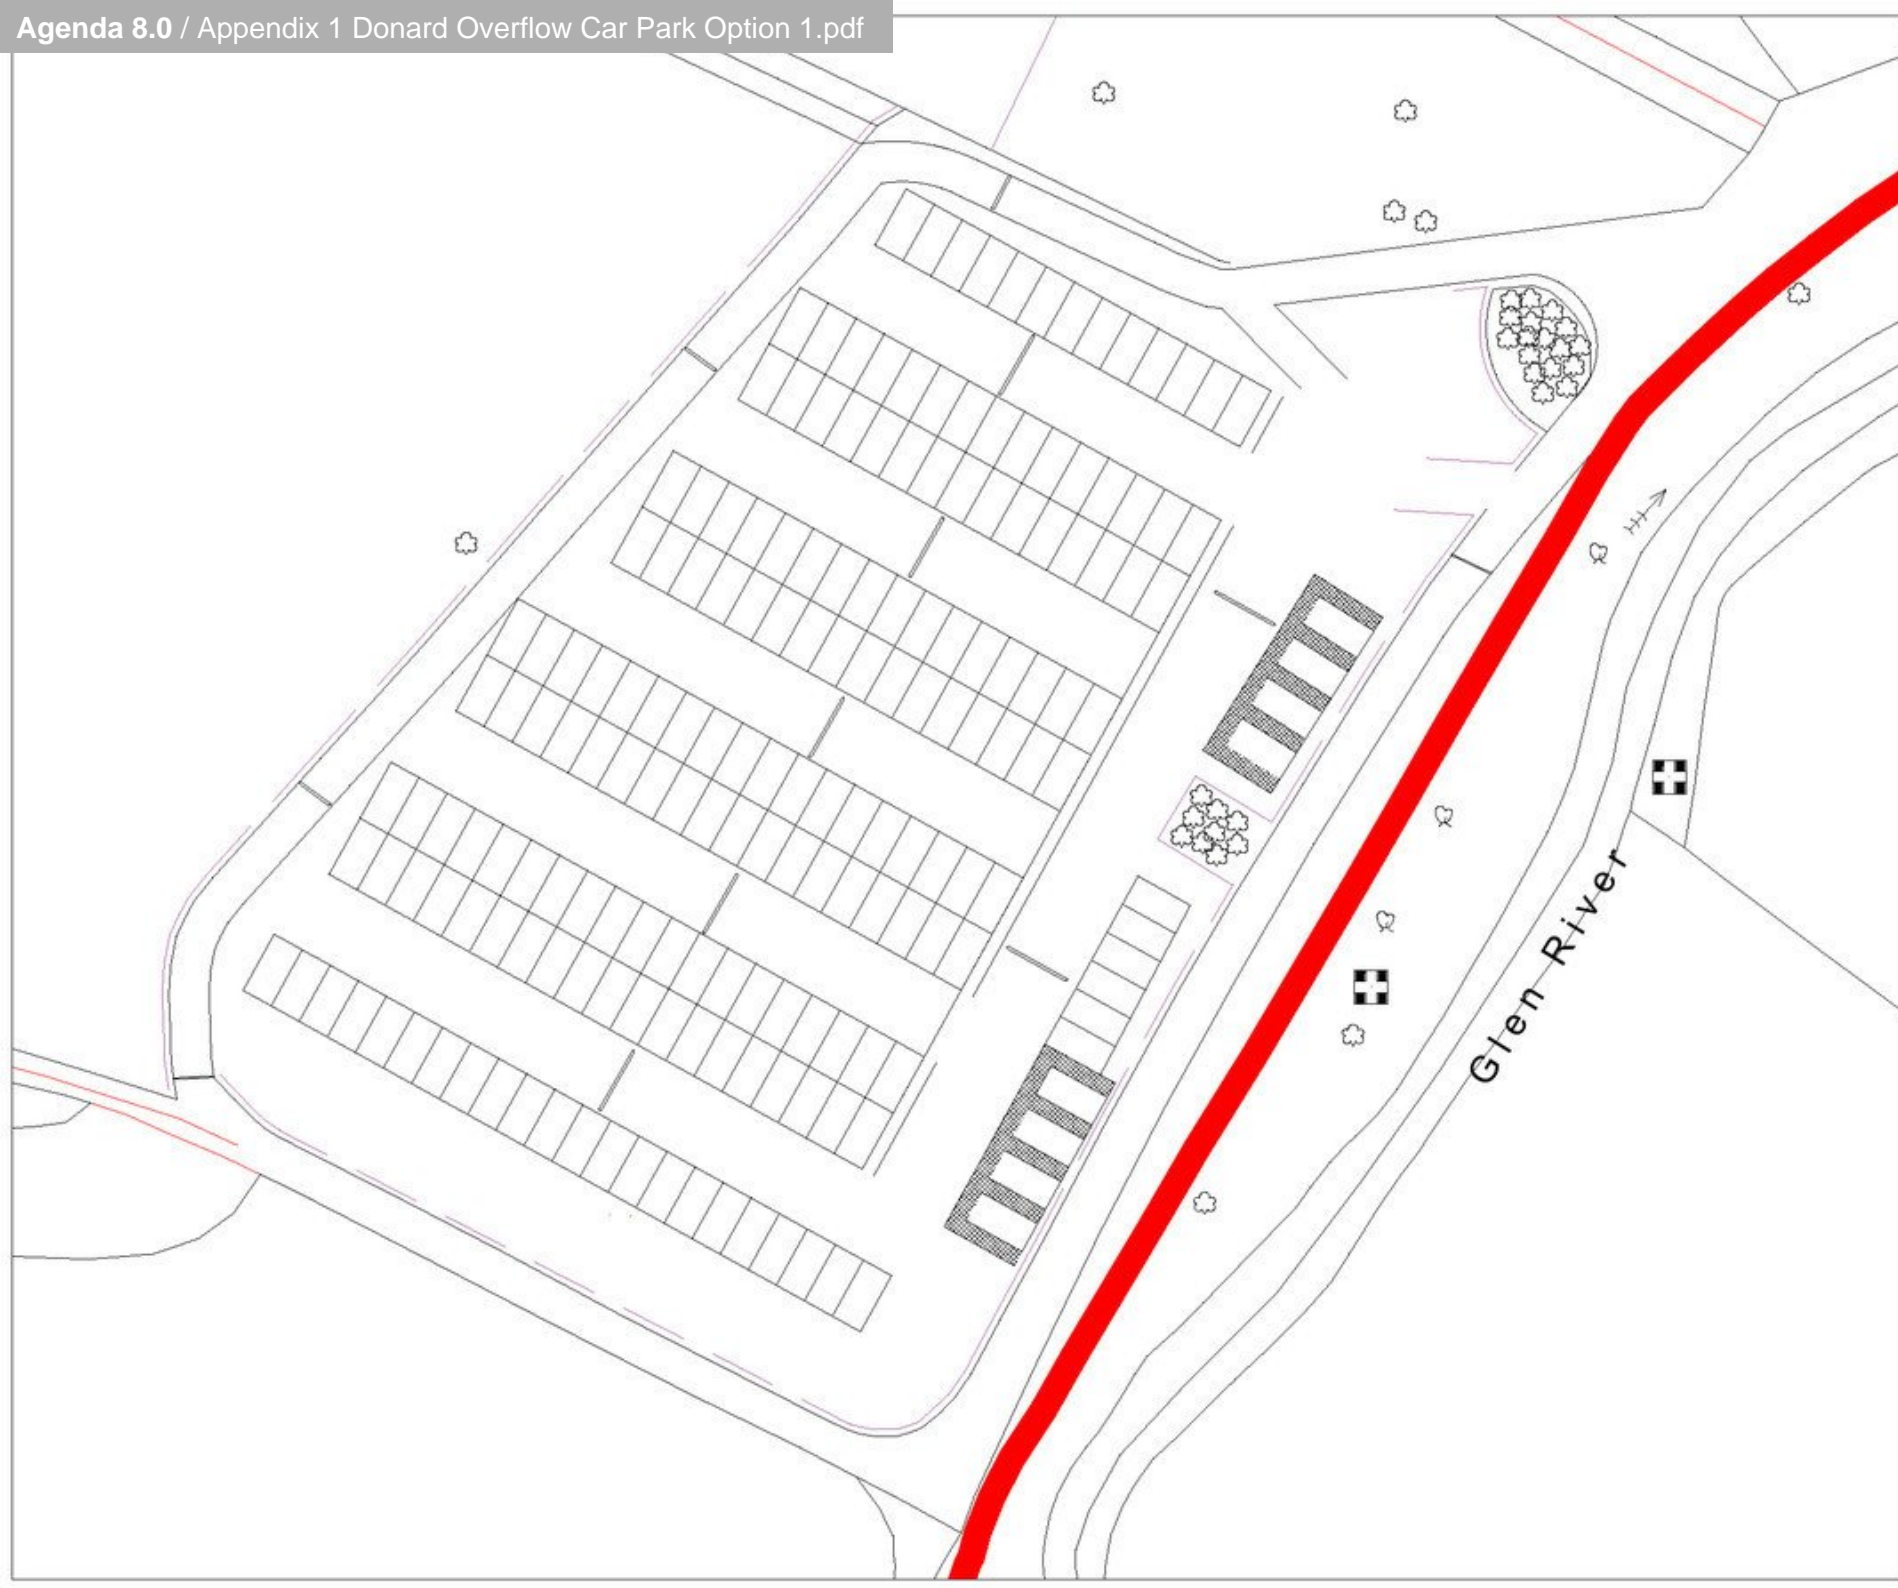 Agenda 8.0 / Appendix 1 Donard Overflow Car Park Option 1.pdf
Glen River